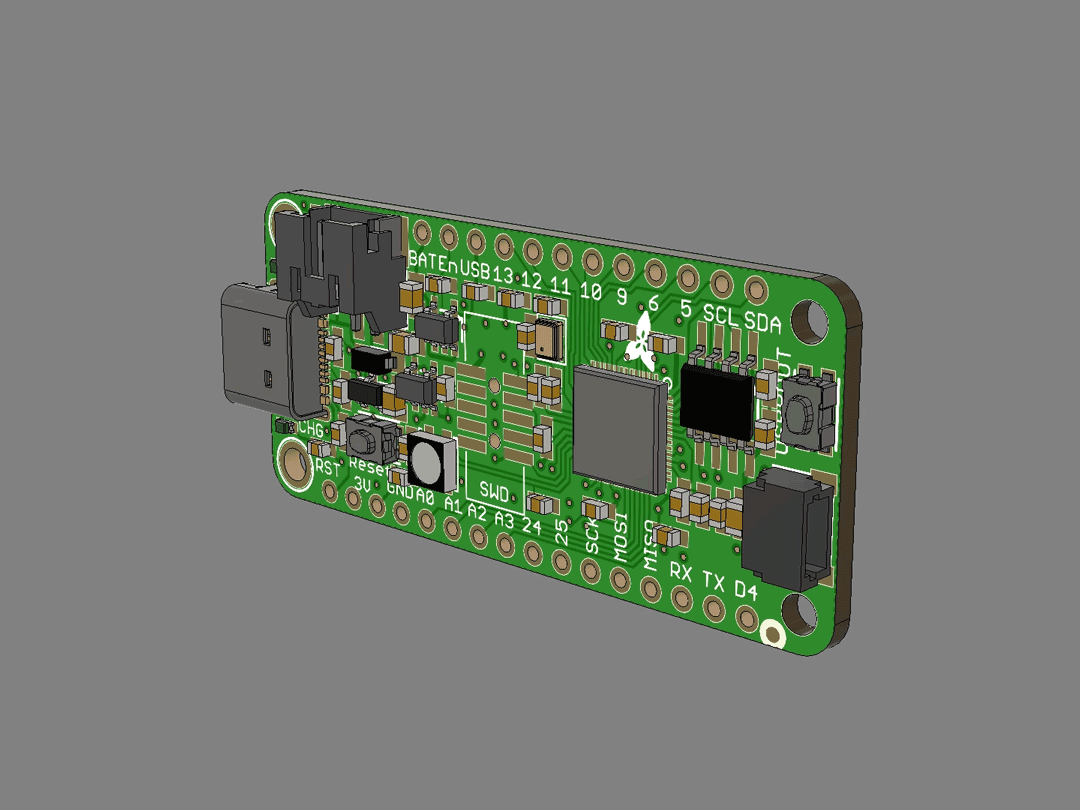 BAT En USB 13 12 11 10 9 6 5 SCL SDA
CHG
RST
Reset
SWD
3V GND A0 A1 A2 A3 24 25 SCK MOSI MISO RX TX D4